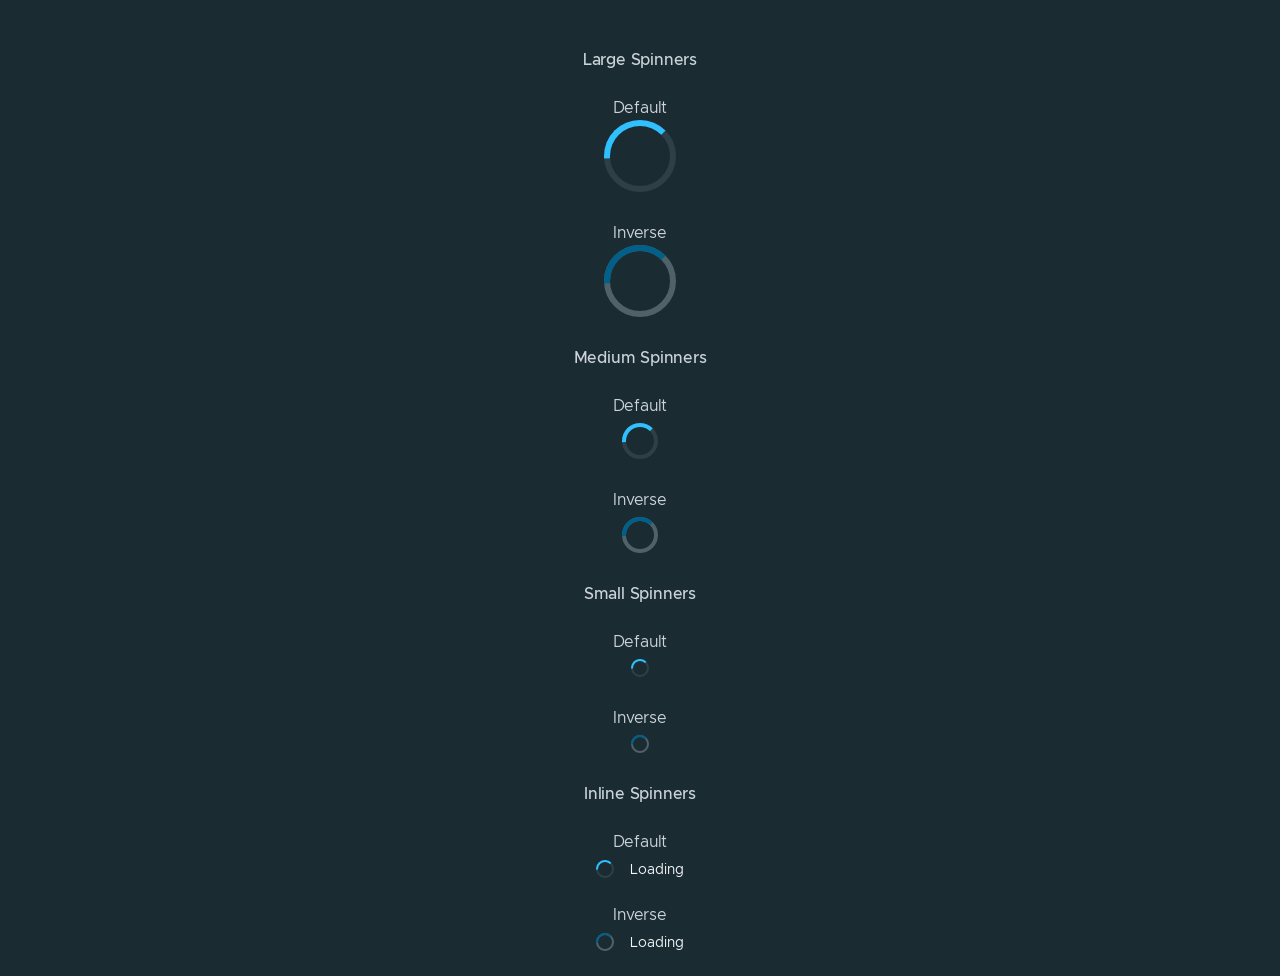 Large Spinners
Default
Inverse
Medium Spinners
Default
Inverse
Small Spinners
Default
Inverse
Inline Spinners
Default
Loading
Inverse
Loading